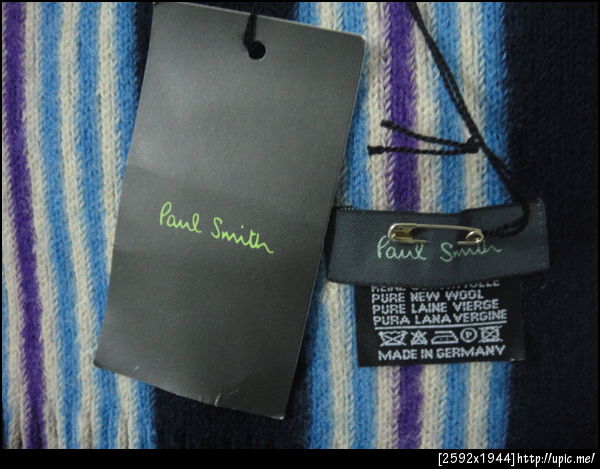 Paul Smith
Paul Smith
REINE
PURE NEW WOOL
PURE LAINE VIERGE
PURA LANA VERGINE
MADE IN GERMANY
[2592x1944]http://upic.me/